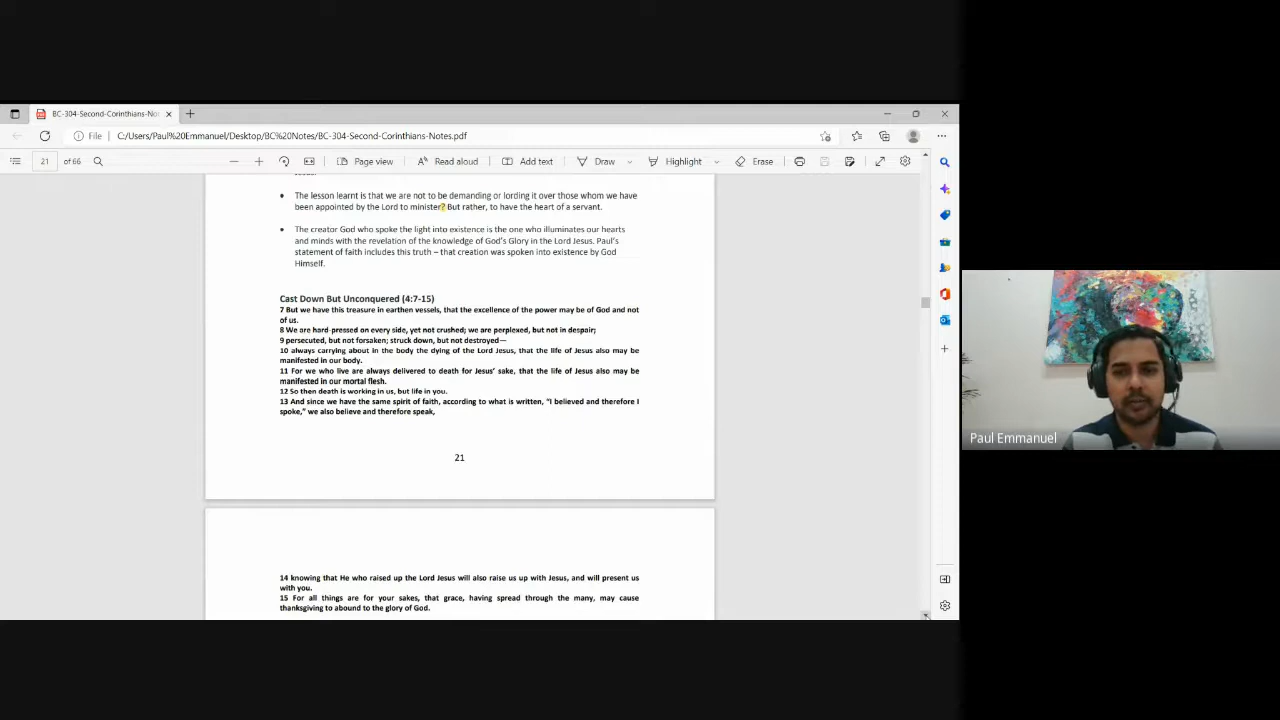 BC-304-Second-Corinthians-No
File
C:/Users/Paul%20Emmanuel/Desktop/BC%20Notes/BC-304-Second-Corinthians-Notes.pdf
21 of 66
Page view
Read aloud
Add text
Draw
Highlight
Erase
The lesson learnt is that we are not to be demanding or lording it over those whom we have
been appointed by the Lord to minister? But rather, to have the heart of a servant.
The creator God who spoke the light into existence is the one who illuminates our hearts
and minds with the revelation of the knowledge of God's Glory in the Lord Jesus. Paul's
statement of faith includes this truth – that creation was spoken into existence by God
Himself.
Cast Down But Unconquered (4:7-15)
7 But we have this treasure in earthen vessels, that the excellence of the power may be of God and not
of us.
8 We are hard-pressed on every side, yet not crushed; we are perplexed, but not in despair;
9 persecuted, but not forsaken; struck down, but not destroyed—
10 always carrying about in the body the dying of the Lord Jesus, that the life of Jesus also may be
manifested in our body.
11 For we who live are always delivered to death for Jesus' sake, that the life of Jesus also may be
manifested in our mortal flesh.
12 So then death is working in us, but life in you.
13 And since we have the same spirit of faith, according to what is written, "I believed and therefore I
spoke," we also believe and therefore speak,
21
14 knowing that He who raised up the Lord Jesus will also raise us up with Jesus, and will present us
with you.
15 For all things are for your sakes, that grace, having spread through the many, may cause
thanksgiving to abound to the glory of God.
Paul Emmanuel